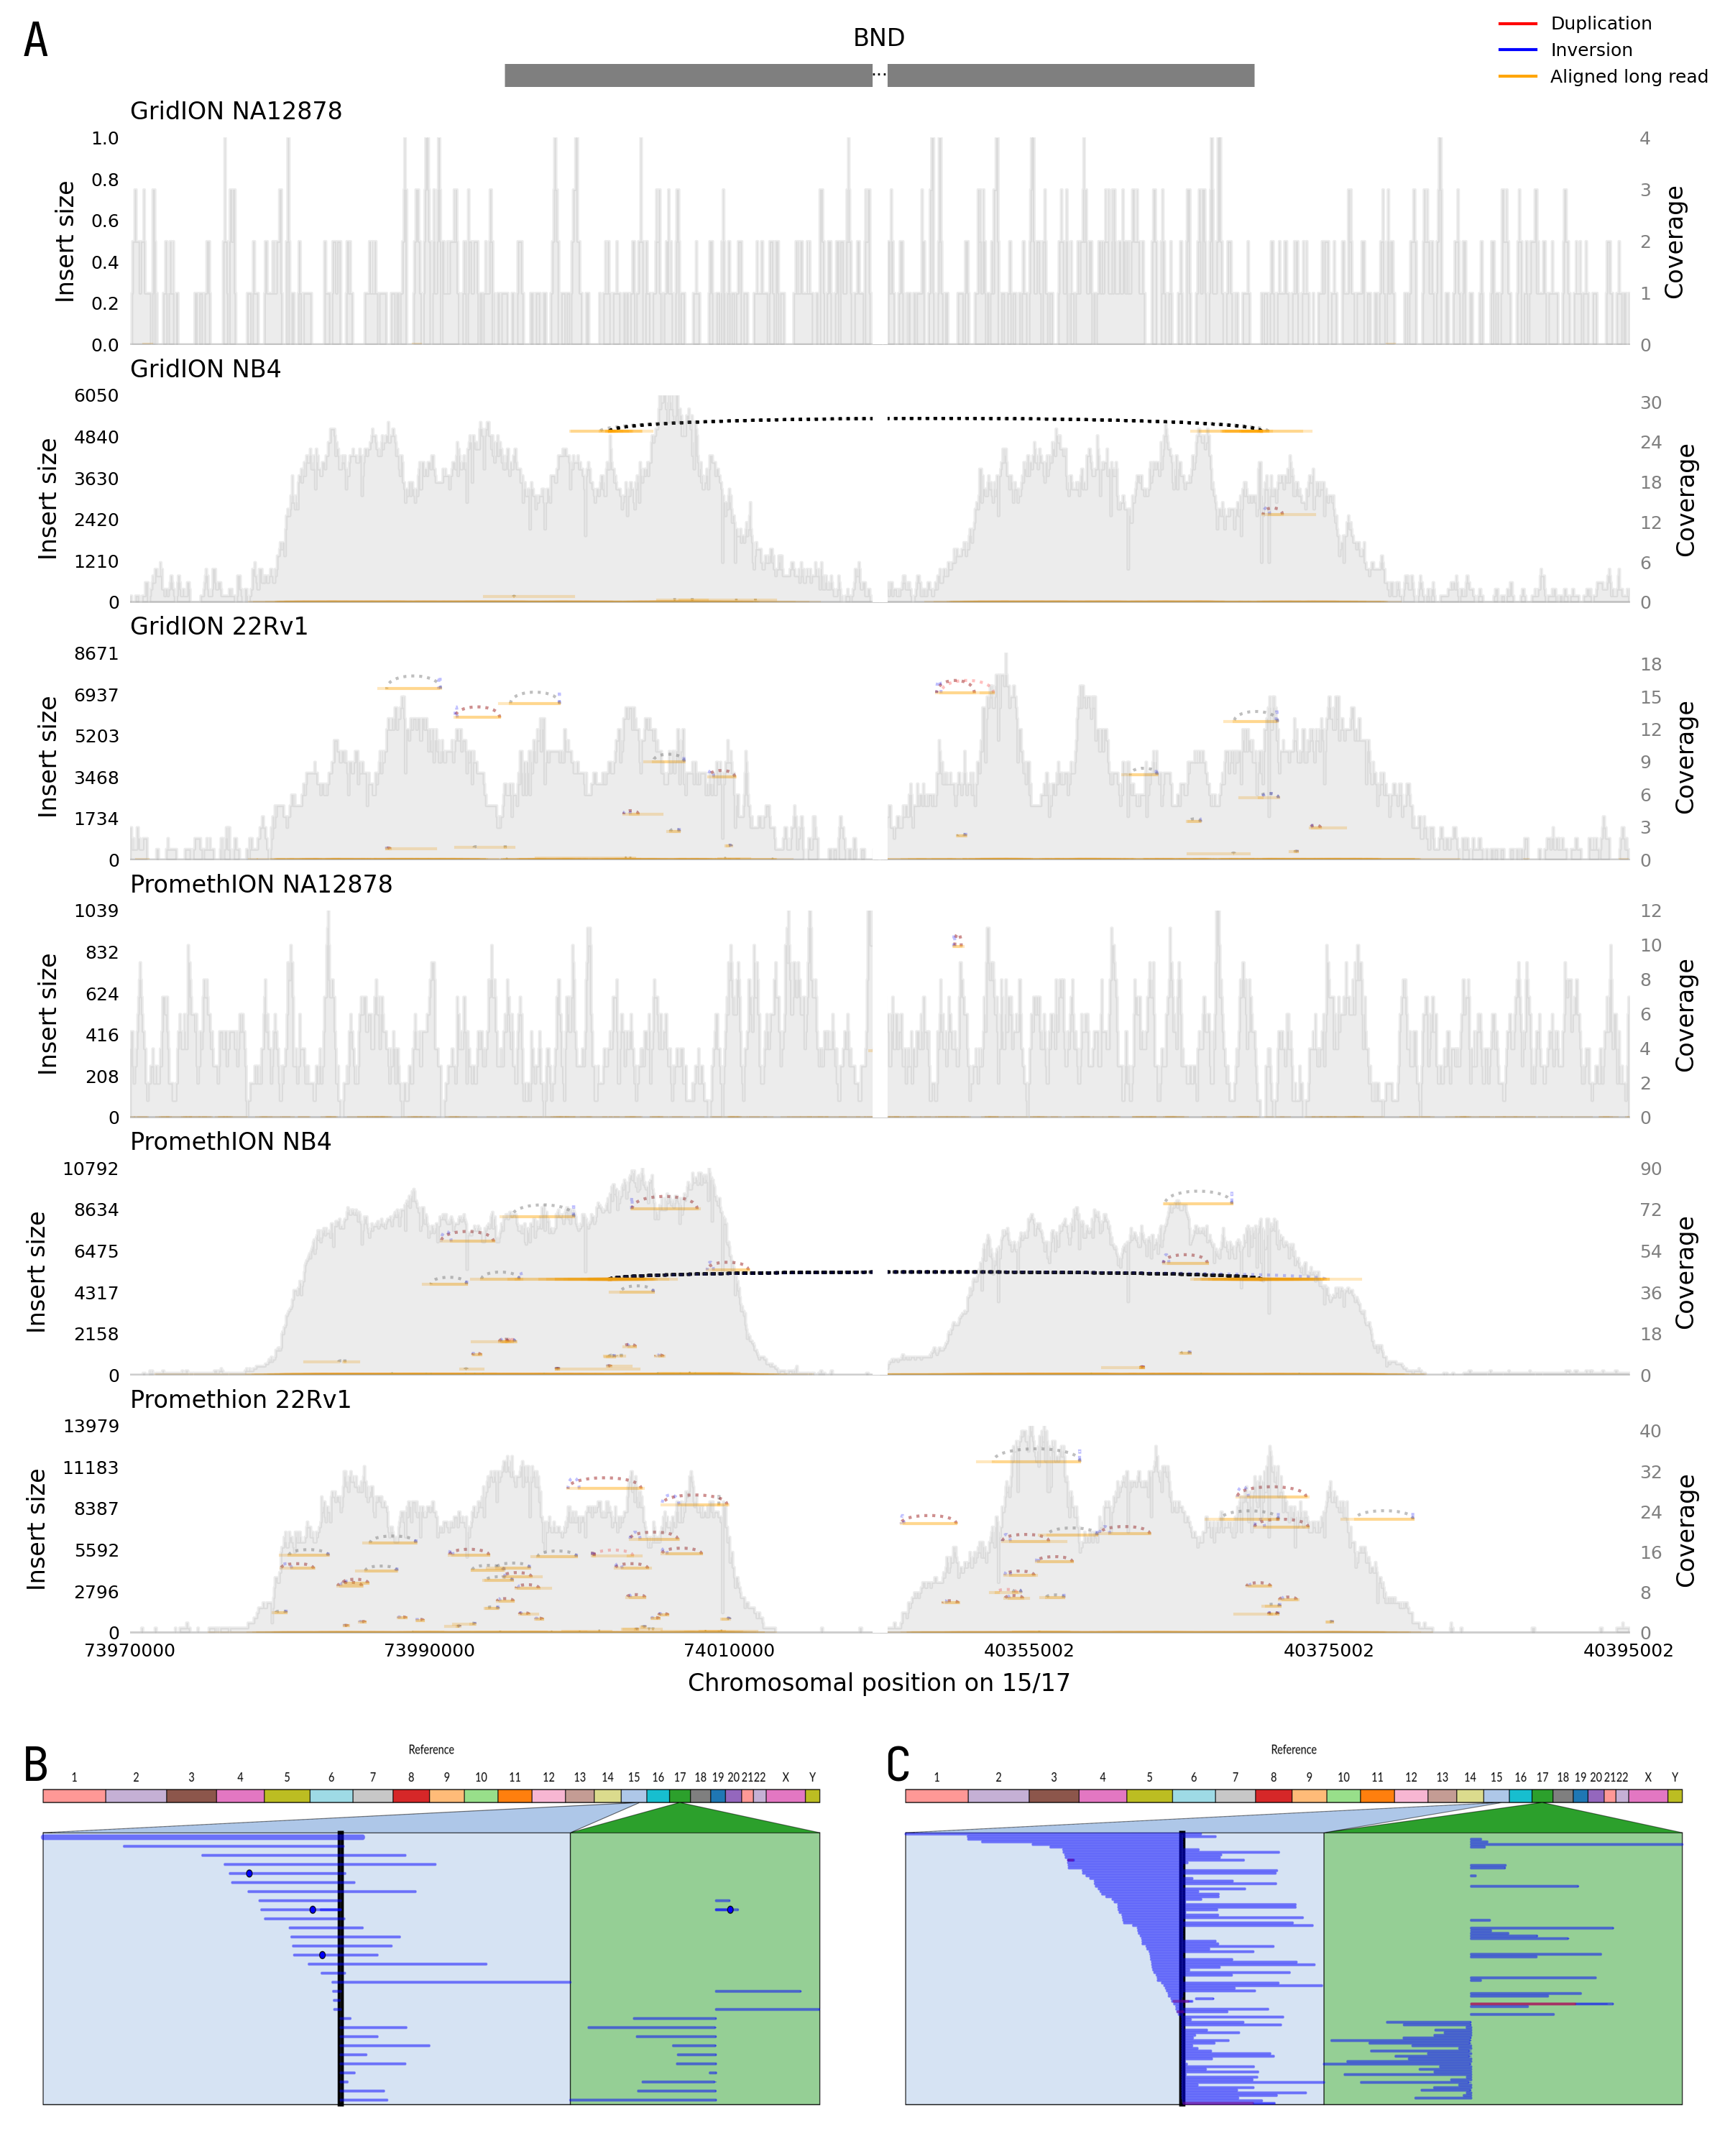 A
BND
Duplication
Inversion
Aligned long read
GridION NA12878
1.0
0.8
0.6
0.4
0.2
0.0
Insert size
4
3
2
1
0
Coverage
GridION NB4
6050
4840
3630
2420
1210
0
Insert size
30
24
18
12
6
0
Coverage
GridION 22Rv1
8671
6937
5203
3468
1734
0
Insert size
18
15
12
9
6
3
0
Coverage
PromethION NA12878
1039
832
624
416
208
0
Insert size
12
10
8
6
4
2
0
Coverage
PromethION NB4
10792
8634
6475
4317
2158
0
Insert size
90
72
54
36
18
0
Coverage
Promethion 22Rv1
13979
11183
8387
5592
2796
0
Insert size
40
32
24
16
8
0
Coverage
73970000 73990000 74010000 40355002 40375002 40395002
Chromosomal position on 15/17
B
Reference
1 2 3 4 5 6 7 8 9 10 11 12 13 14 15 16 17 18 19 20 21 22 X Y
C
Reference
1 2 3 4 5 6 7 8 9 10 11 12 13 14 15 16 17 18 19 20 21 22 X Y